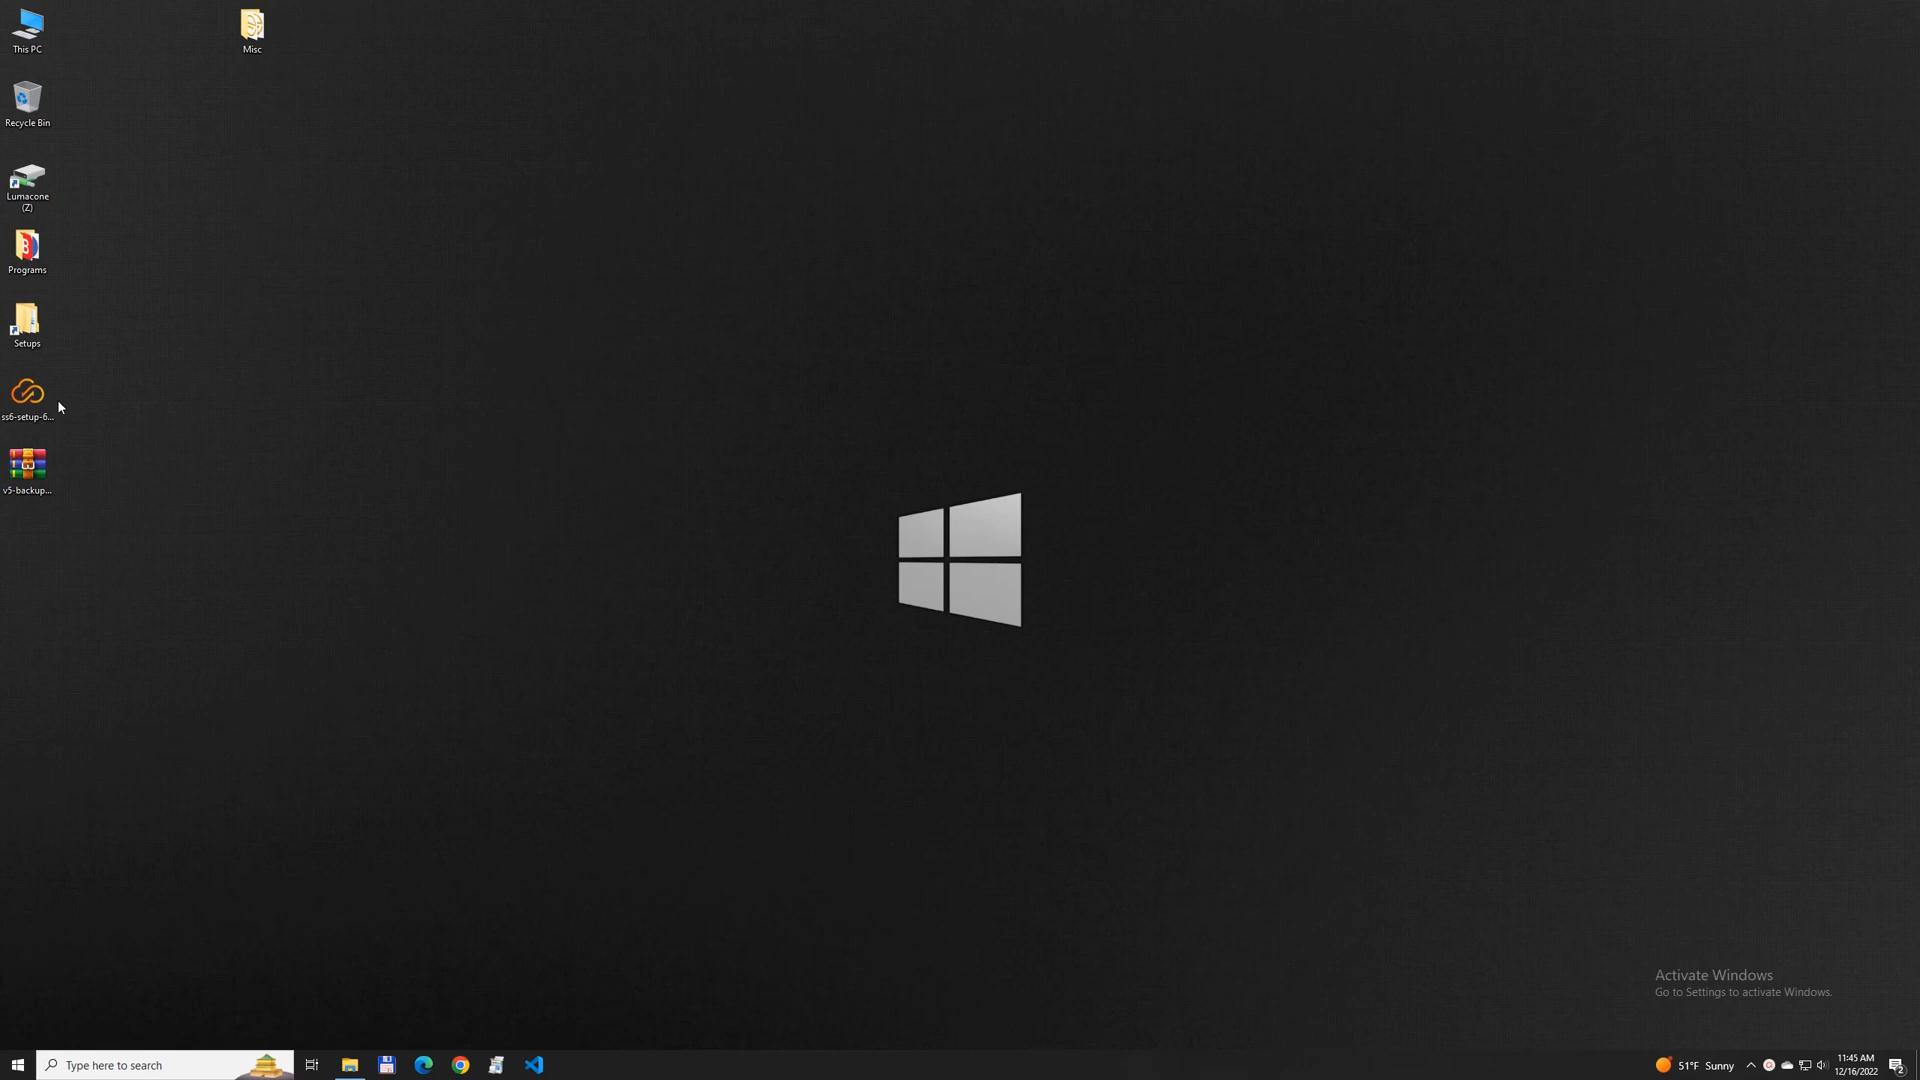 This PC
Misc
Recycle Bin
Lumacone
(Z)
Programs
Setups
ss6-setup-6...
v5-backup...
Activate Windows
Go to Settings to activate Windows.
Type here to search
51°F Sunny
11:45 AM
12/16/2022
2